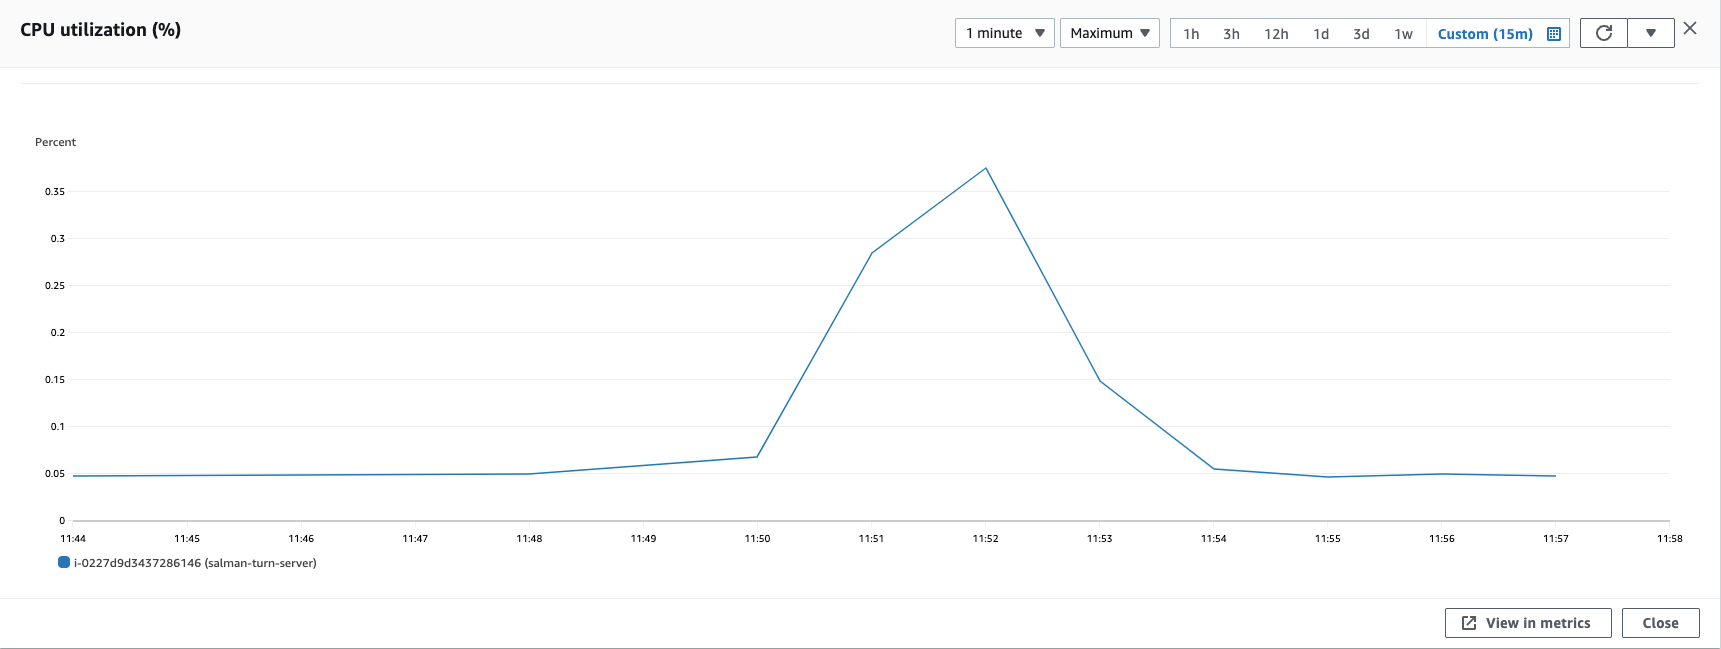 CPU utilization (%)
1 minute Maximum 1h 3h 12h 1d 3d 1w Custom (15m)
Percent
0.35
0.3
0.25
0.2
0.15
0.1
0.05
0
11:44 11:45 11:46 11:47 11:48 11:49 11:50 11:51 11:52 11:53 11:54 11:55 11:56 11:57 11:58
i-0227d9d3437286146 (salman-turn-server)
View in metrics Close